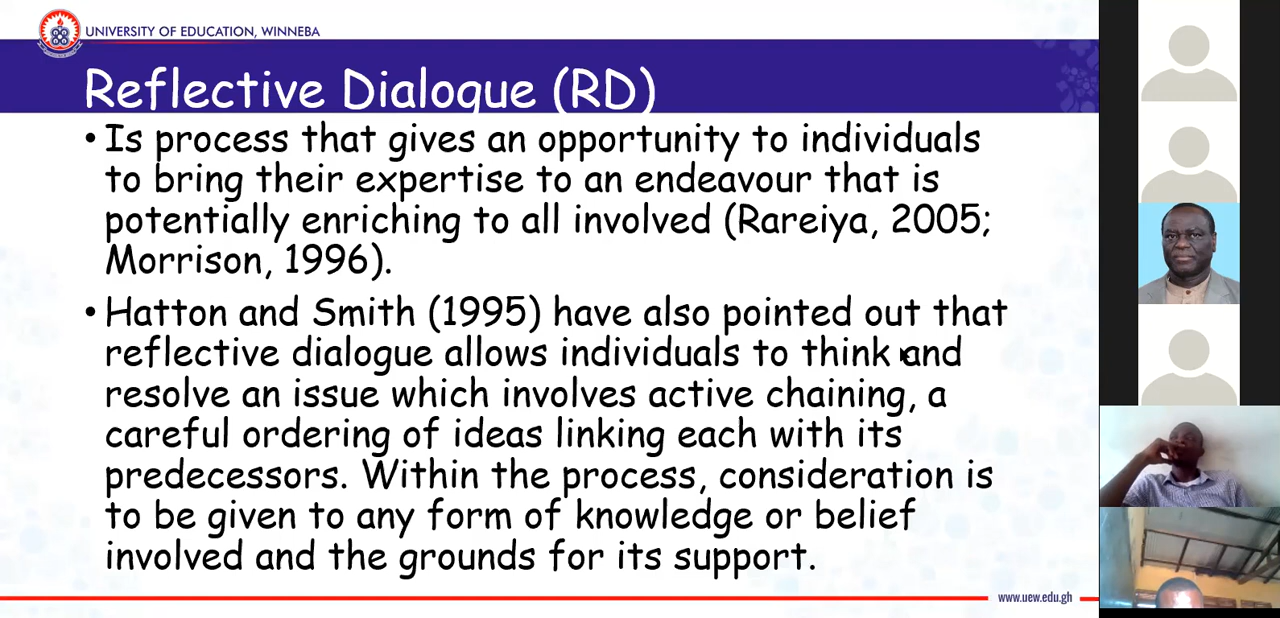 UNIVERSITY OF EDUCATION, WINNEBA
Reflective Dialogue (RD)
• Is process that gives an opportunity to individuals
to bring their expertise to an endeavour that is
potentially enriching to all involved (Rareiya, 2005;
Morrison, 1996).
• Hatton and Smith (1995) have also pointed out that
reflective dialogue allows individuals to think and
resolve an issue which involves active chaining, a
careful ordering of ideas linking each with its
predecessors. Within the process, consideration is
to be given to any form of knowledge or belief
involved and the grounds for its support.
www.uew.edu.gh